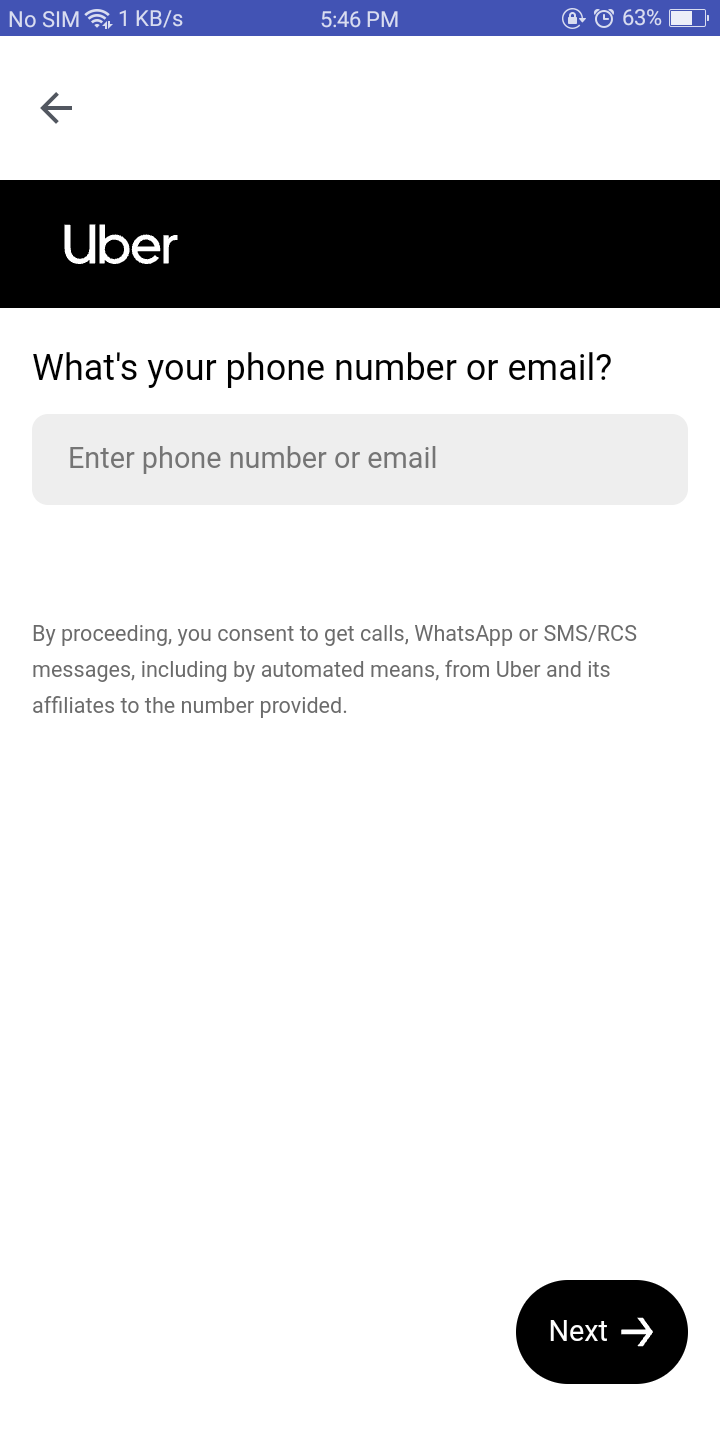 No SIM 1 KB/s 5:46 PM 63%
Uber
What's your phone number or email?
Enter phone number or email
By proceeding, you consent to get calls, WhatsApp or SMS/RCS
messages, including by automated means, from Uber and its
affiliates to the number provided.
Next